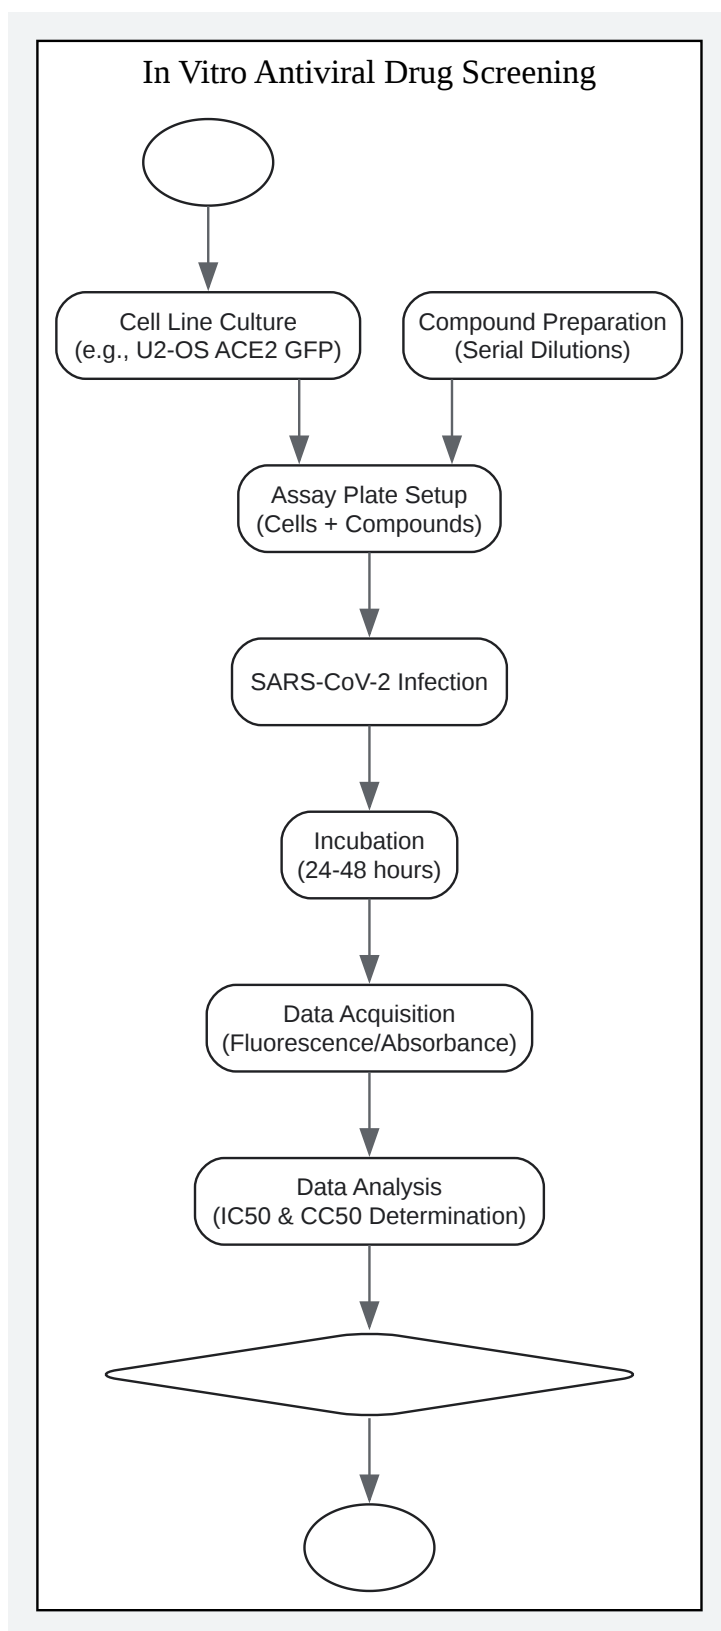 In Vitro Antiviral Drug Screening
Cell Line Culture
(e.g., U2-OS ACE2 GFP)
Compound Preparation
(Serial Dilutions)
Assay Plate Setup
(Cells + Compounds)
SARS-CoV-2 Infection
Incubation
(24-48 hours)
Data Acquisition
(Fluorescence/Absorbance)
Data Analysis
(IC50 & CC50 Determination)